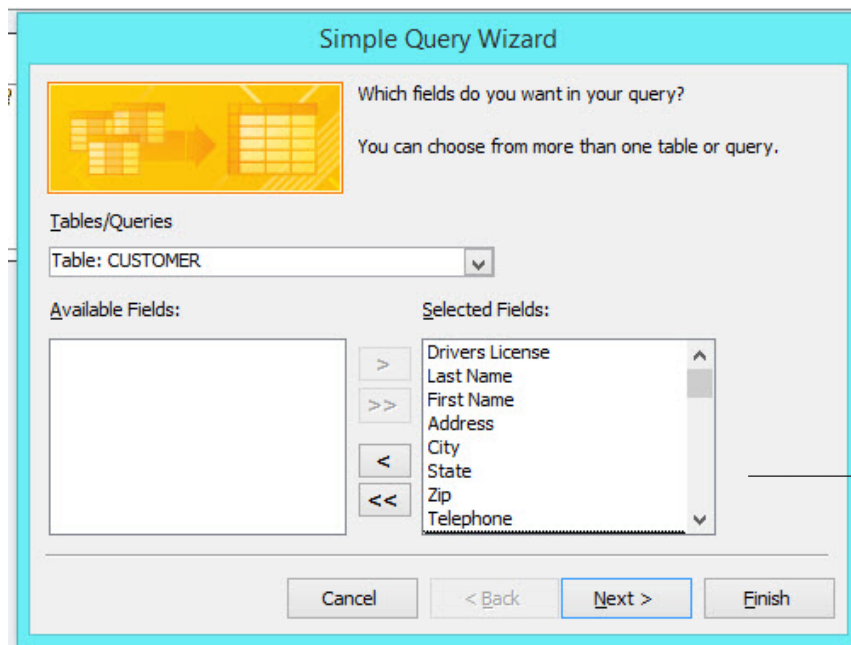 Simple Query Wizard
?
Which fields do you want in your query?
You can choose from more than one table or query.
Tables/Queries
Table: CUSTOMER
Available Fields:
Selected Fields:
>
>>
<
<<
Drivers License
Last Name
First Name
Address
City
State
Zip
Telephone
Cancel
< Back
Next >
Finish